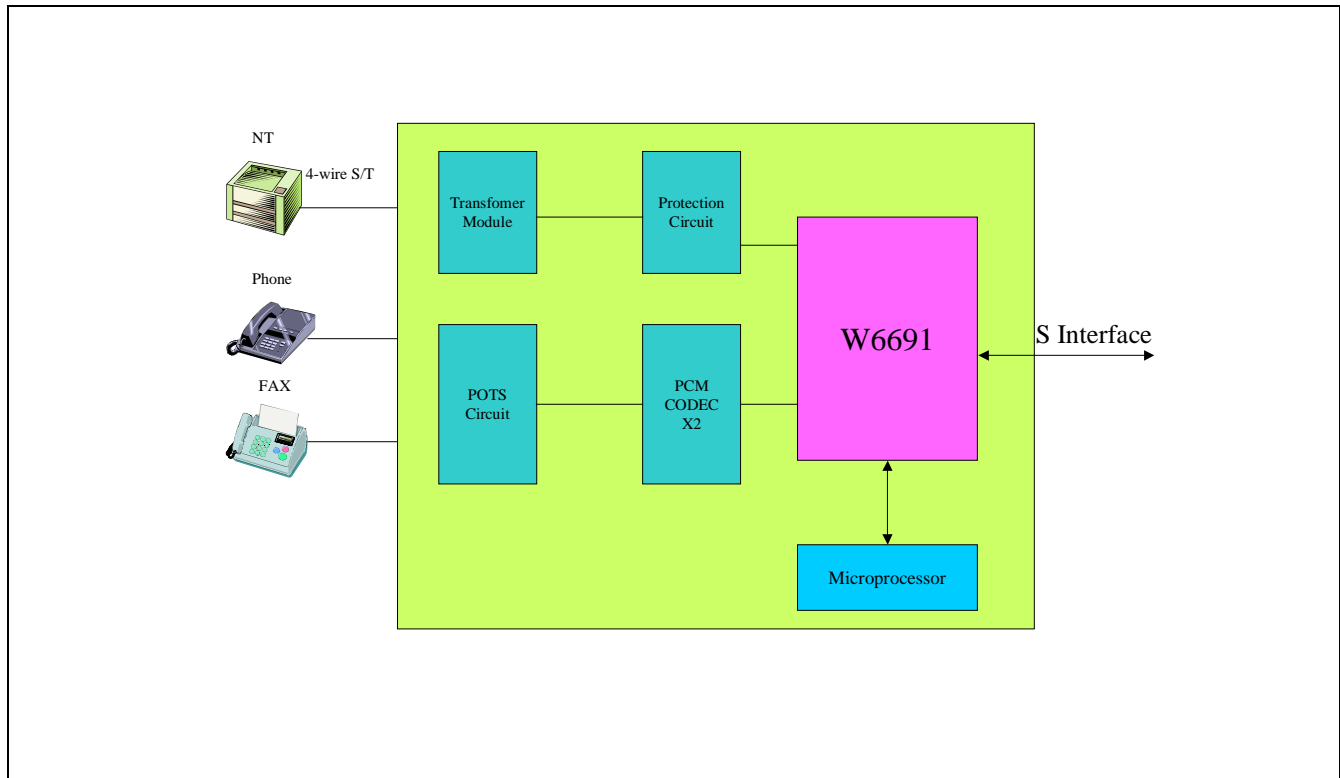 NT
4-wire S/T
Phone
FAX
Transfomer
Module
Protection
Circuit
POTS
Circuit
PCM
CODEC
X2
W6691
S Interface
Microprocessor